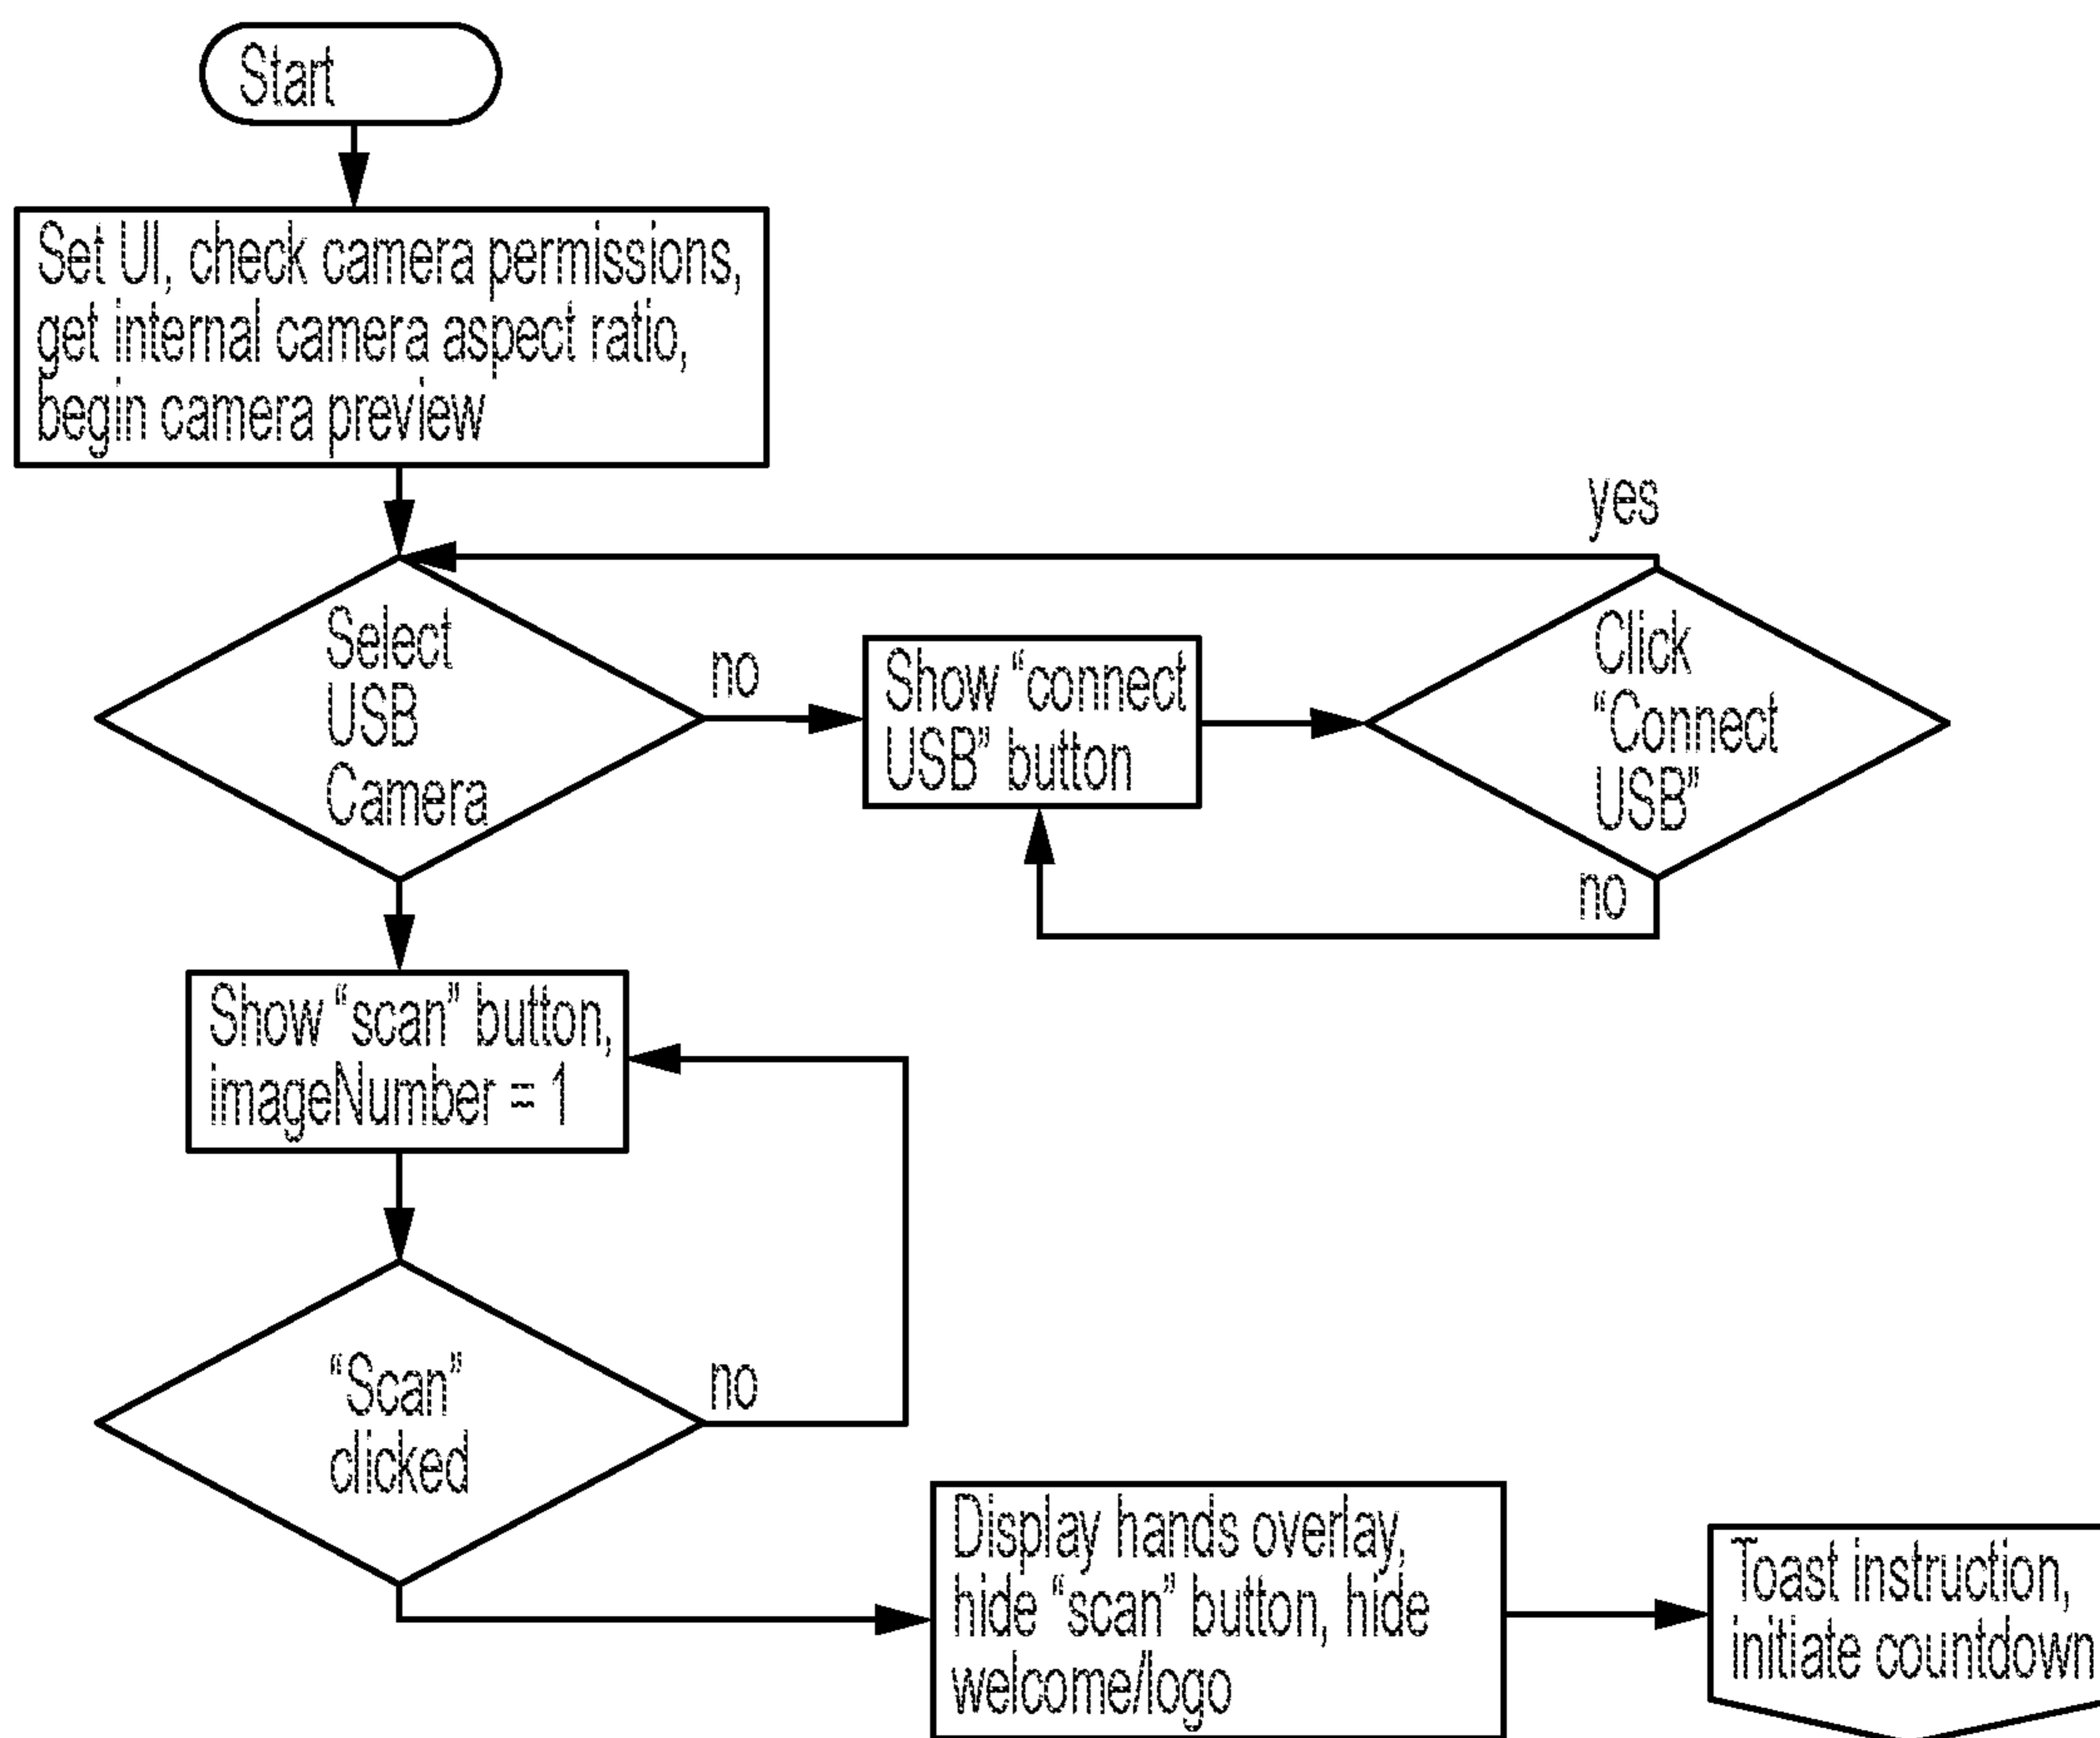 Start
Set UI, check camera permissions,
get internal camera aspect ratio,
begin camera preview
yes
Select
USB
Camera
no
Show “connect
USB” button
Click
“Connect
USB”
no
Show “scan” button,
imageNumber = 1
“Scan”
clicked
no
Display hands overlay,
hide “scan” button, hide
welcome/logo
Toast instruction,
initiate countdown